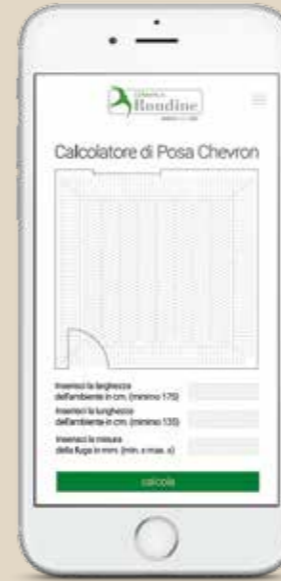 Rondine
Calcolatore di Posa Chevron
Inserisci la larghezza
dell'ambiente in cm. (minimo 175)
Inserisci la lunghezza
dell'ambiente in cm. (minimo 135)
Inserisci la misura
della fuga in mm. (min. x max. x)
calcola